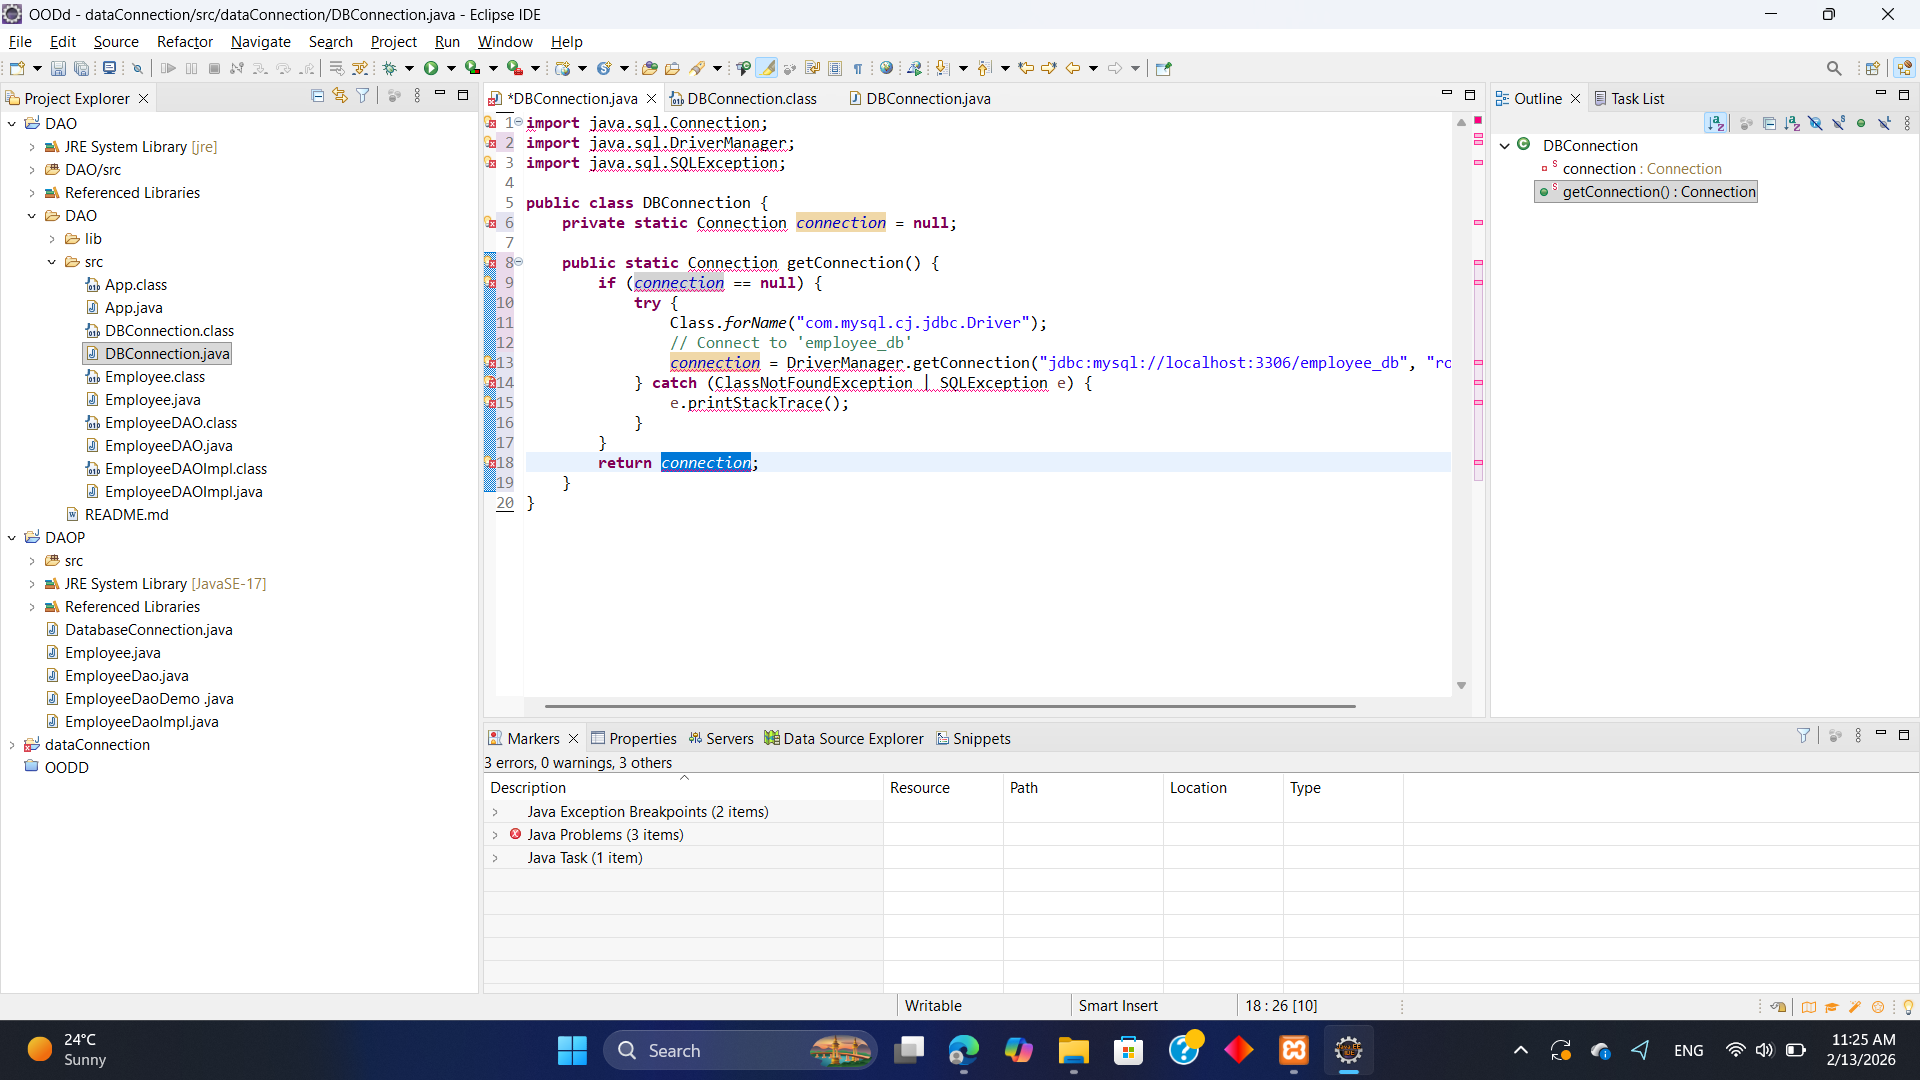 OODd - dataConnection/src/dataConnection/DBConnection.java - Eclipse IDE
File Edit Source Refactor Navigate Search Project Run Window Help
Project Explorer
DAO
JRE System Library [jre]
DAO/src
Referenced Libraries
DAO
lib
src
App.class
App.java
DBConnection.class
DBConnection.java
Employee.class
Employee.java
EmployeeDAO.class
EmployeeDAO.java
EmployeeDAOImpl.class
EmployeeDAOImpl.java
README.md
DAOP
src
JRE System Library [JavaSE-17]
Referenced Libraries
DatabaseConnection.java
Employee.java
EmployeeDao.java
EmployeeDaoDemo .java
EmployeeDaoImpl.java
dataConnection
OODD
*DBConnection.java DBConnection.class DBConnection.java
1 import java.sql.Connection;
2 import java.sql.DriverManager;
3 import java.sql.SQLException;
4
5 public class DBConnection {
6 private static Connection connection = null;
7
8 public static Connection getConnection() {
9 if (connection == null) {
10 try {
11 Class.forName("com.mysql.cj.jdbc.Driver");
12 // Connect to 'employee_db'
13 connection = DriverManager.getConnection("jdbc:mysql://localhost:3306/employee_db", "ro
14 } catch (ClassNotFoundException | SQLException e) {
15 e.printStackTrace();
16 }
17 }
18 return connection;
19 }
20 }
Outline Task List
DBConnection
connection : Connection
getConnection() : Connection
Markers Properties Servers Data Source Explorer Snippets
3 errors, 0 warnings, 3 others
Description Resource Path Location Type
Java Exception Breakpoints (2 items)
Java Problems (3 items)
Java Task (1 item)
Writable Smart Insert 18 : 26 [10]
24°C
Sunny
Search
ENG
11:25 AM
2/13/2026